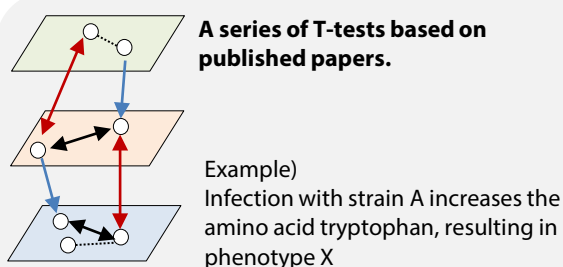 A series of T-tests based on
published papers.
Example)
Infection with strain A increases the
amino acid tryptophan, resulting in
phenotype X